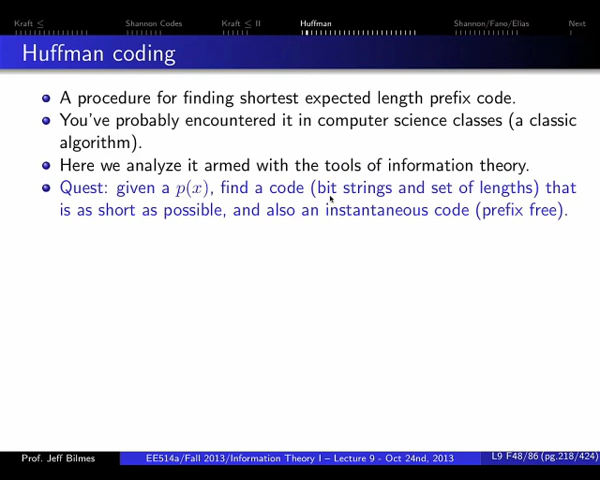 Kraft ≤ Shannon Codes Kraft ≤ II Huffman Shannon/Fano/Elias Next
Huffman coding
A procedure for finding shortest expected length prefix code.
You've probably encountered it in computer science classes (a classic
algorithm).
Here we analyze it armed with the tools of information theory.
Quest: given a p(x), find a code (bit strings and set of lengths) that
is as short as possible, and also an instantaneous code (prefix free).
Prof. Jeff Bilmes EE514a/Fall 2013/Information Theory I – Lecture 9 - Oct 24nd, 2013 L9 F48/86 (pg.218/424)